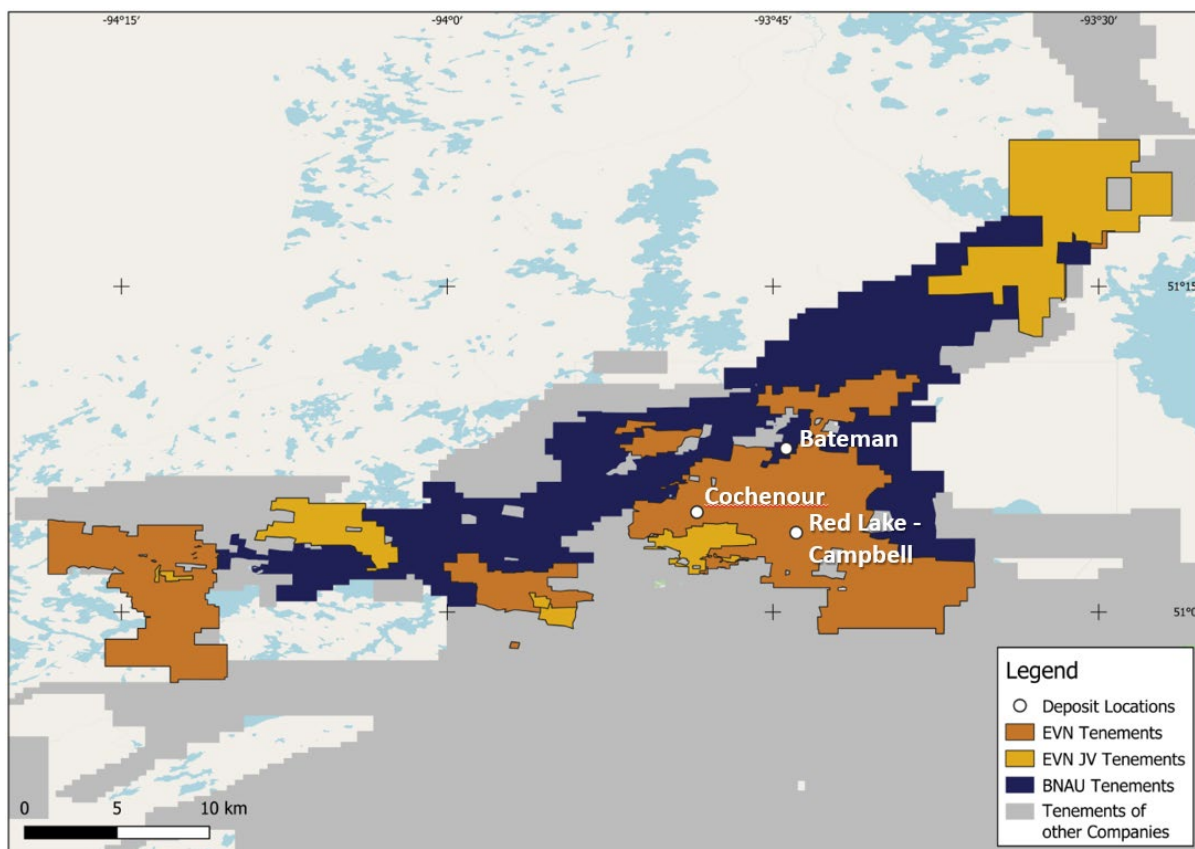 -94°15' -94°0' -93°45' -93°30'
51°15'
Bateman
Cochenour
Red Lake -
Campbell
51°0
Legend
Deposit Locations
EVN Tenements
EVN JV Tenements
BNAU Tenements
Tenements of
other Companies
0 5 10 km